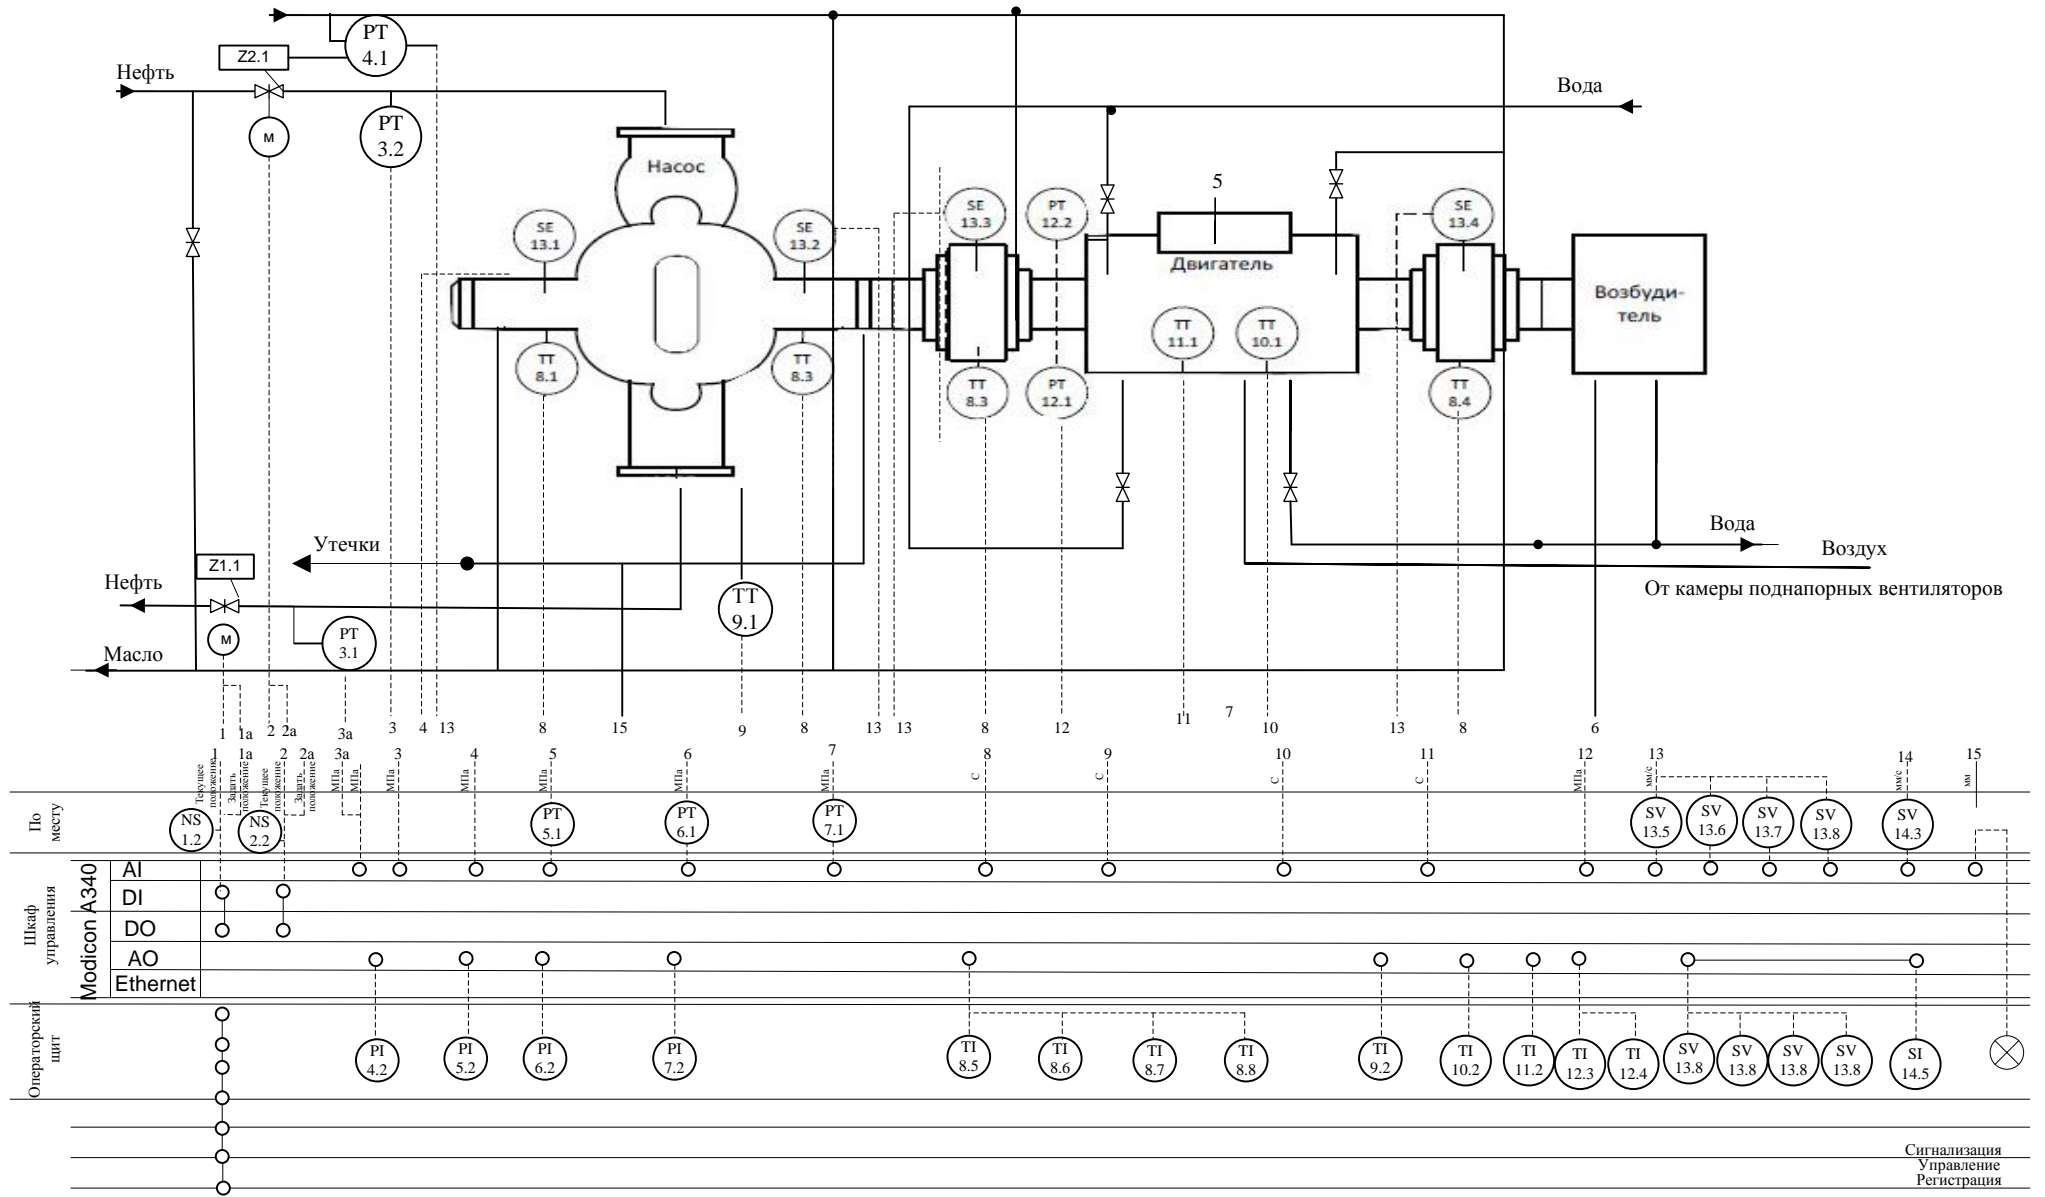 PT
4.1
Z2.1
Нефть
Вода
м
PT
3.2
Насос
5
SE
13.1
SE
13.2
SE
13.3
PT
12.2
SE
13.4
Двигатель
Возбуди-
тель
TT
8.1
TT
8.3
TT
8.3
PT
12.1
TT
11.1
TT
10.1
TT
8.4
Утечки
Вода
Воздух
Z1.1
Нефть
От камеры поднапорных вентиляторов
TT
9.1
м
PT
3.1
Масло
1 1а 2 2а 3а 3 4 13 8 15 9 8 13 13 8 12 11 7 10 13 8 6
1 1а 2 2а 3а 3 4 5 6 7 8 9 10 11 12 13 14 15
Текущее
положение
Задать
положение
Текущее
положение
Задать
положение
МПа МПа МПа МПа МПа МПа МПа С С С С МПа мм/с мм/с мм
По
месту
NS
1.2
NS
2.2
PT
5.1
PT
6.1
PT
7.1
SV
13.5
SV
13.6
SV
13.7
SV
13.8
SV
14.3
Шкаф
управления
Modicon A340
AI
DI
DO
AO
Ethernet
Операторский
щит
PI
4.2
PI
5.2
PI
6.2
PI
7.2
TI
8.5
TI
8.6
TI
8.7
TI
8.8
TI
9.2
TI
10.2
TI
11.2
TI
12.3
TI
12.4
SV
13.8
SV
13.8
SV
13.8
SV
13.8
SI
14.5
Сигнализация
Управление
Регистрация